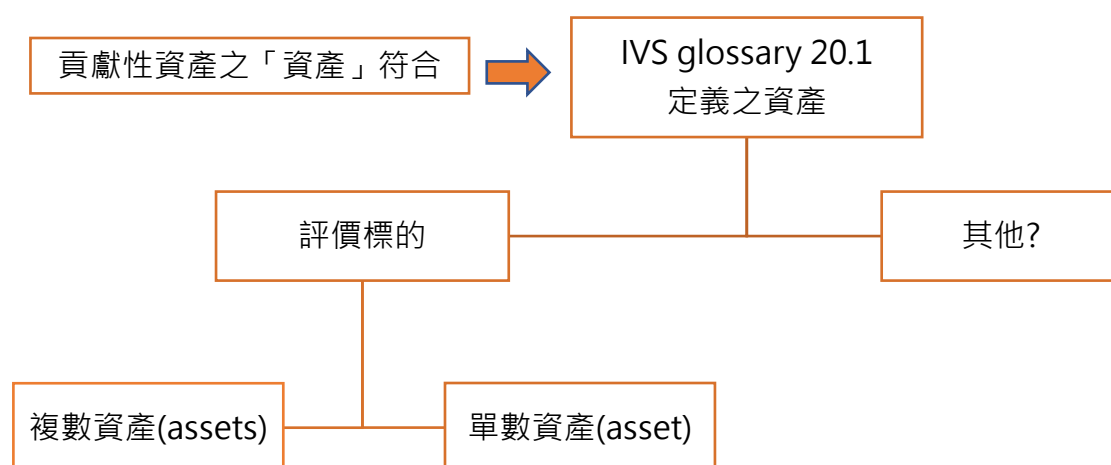 貢獻性資產之「資產」符合
IVS glossary 20.1
定義之資產
評價標的
其他?
複數資產(assets)
單數資產(asset)